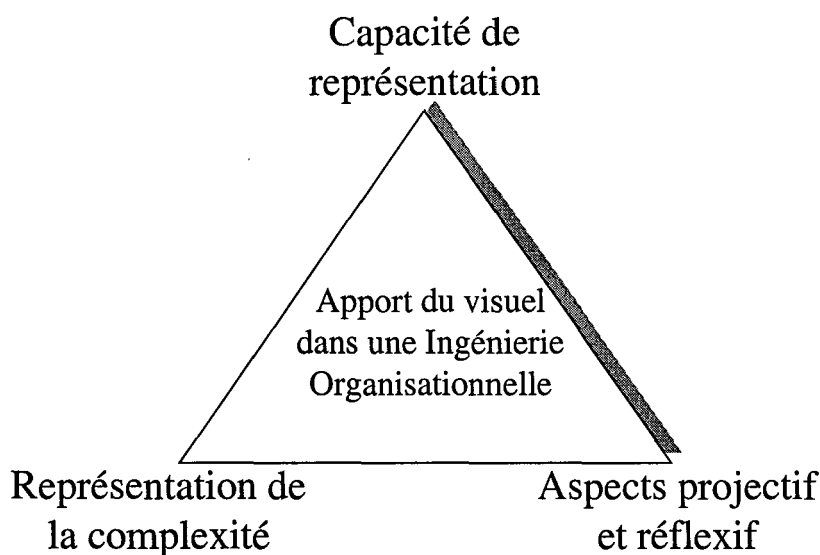 Capacité de
représentation
Apport du visuel
dans une Ingénierie
Organisationnelle
Représentation de
la complexité
Aspects projectif
et réflexif